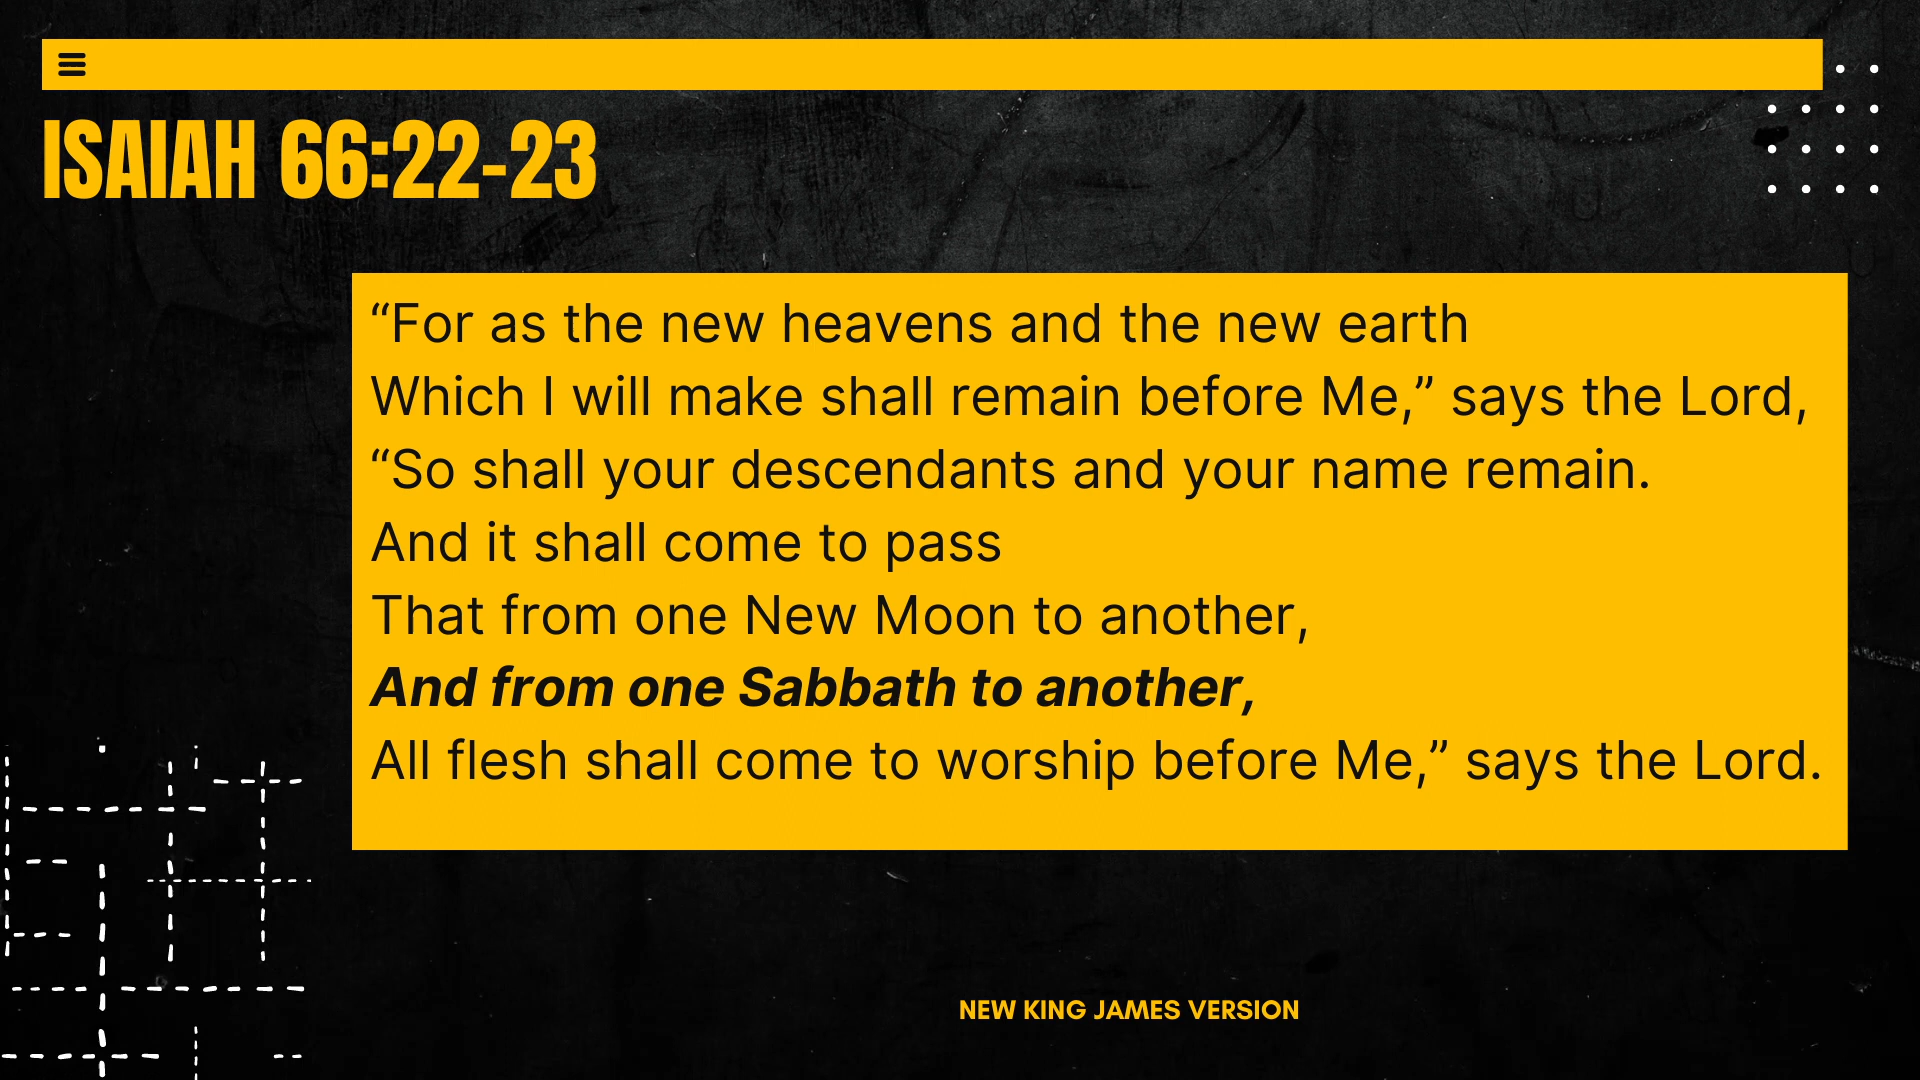 ISAIAH 66:22-23
“For as the new heavens and the new earth
Which I will make shall remain before Me,” says the Lord,
“So shall your descendants and your name remain.
And it shall come to pass
That from one New Moon to another,
And from one Sabbath to another,
All flesh shall come to worship before Me,” says the Lord.
NEW KING JAMES VERSION